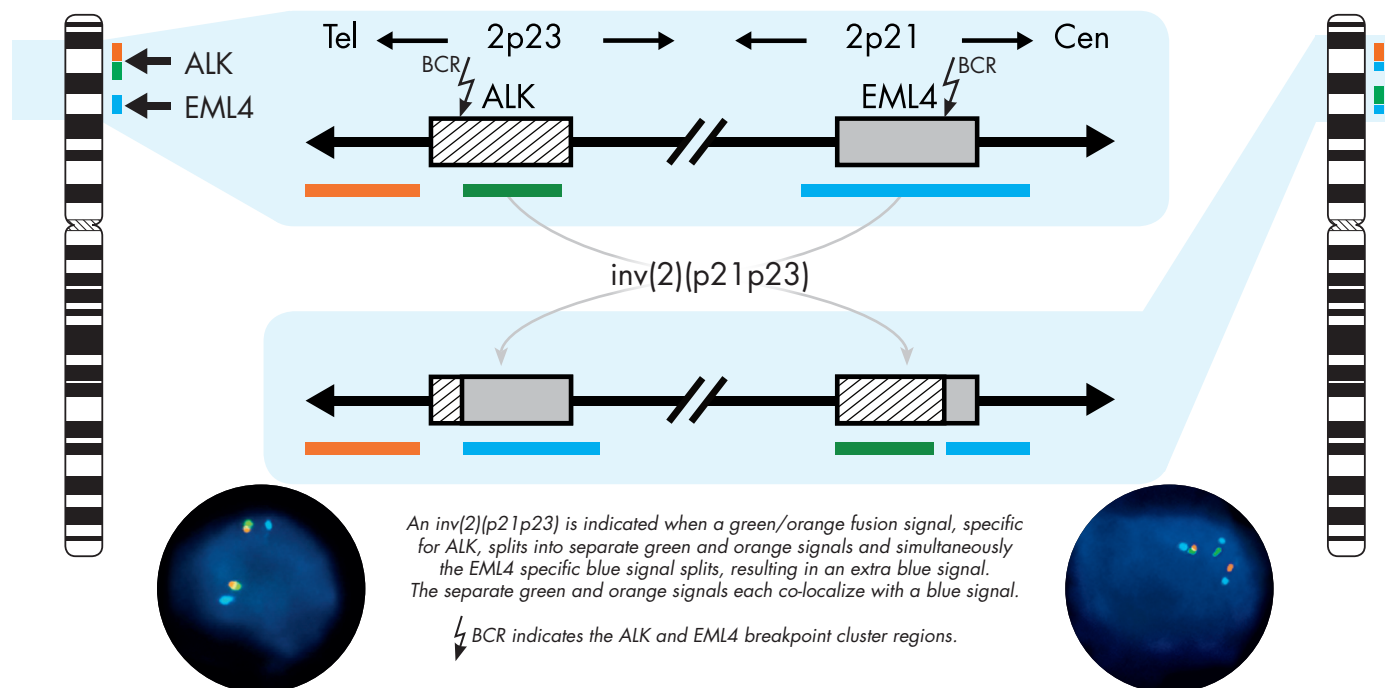 Tel 2p23 2p21 Cen
BCR BCR
ALK ALK EML4
EML4
inv(2)(p21p23)
An inv(2)(p21p23) is indicated when a green/orange fusion signal, specific
for ALK, splits into separate green and orange signals and simultaneously
the EML4 specific blue signal splits, resulting in an extra blue signal.
The separate green and orange signals each co-localize with a blue signal.
BCR indicates the ALK and EML4 breakpoint cluster regions.